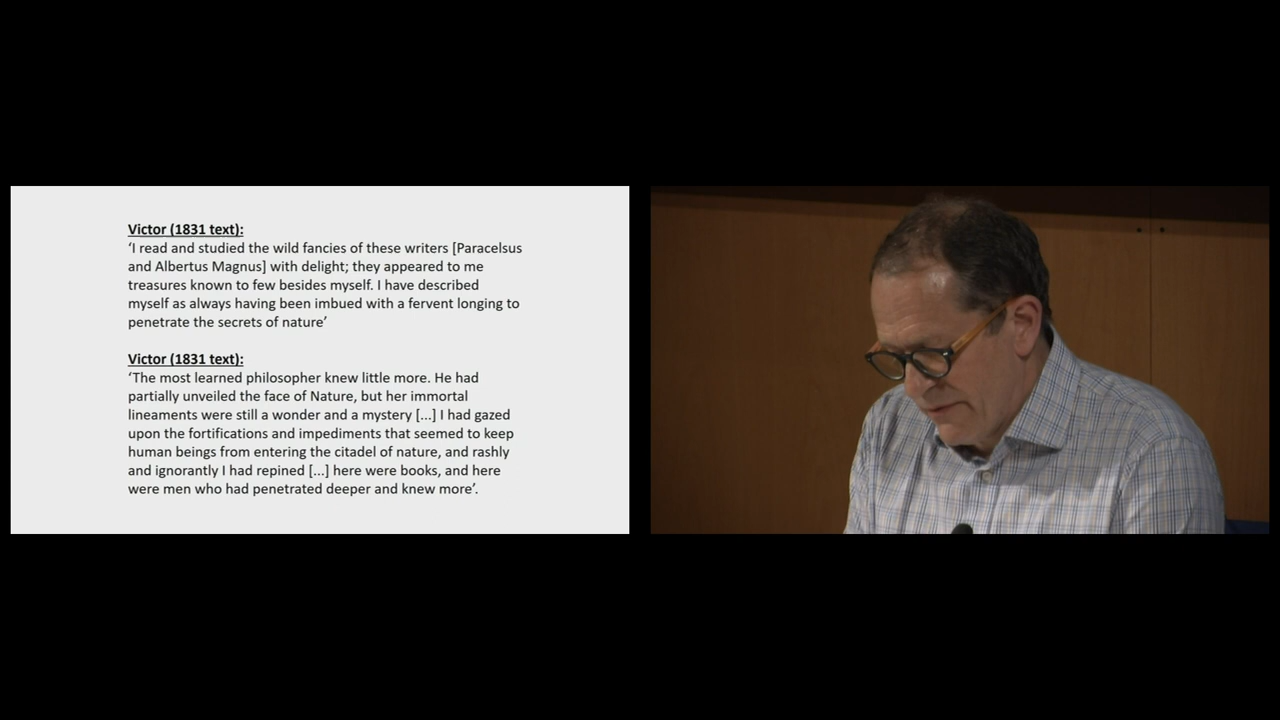 Victor (1831 text):
‘I read and studied the wild fancies of these writers [Paracelsus
and Albertus Magnus] with delight; they appeared to me
treasures known to few besides myself. I have described
myself as always having been imbued with a fervent longing to
penetrate the secrets of nature’
Victor (1831 text):
‘The most learned philosopher knew little more. He had
partially unveiled the face of Nature, but her immortal
lineaments were still a wonder and a mystery [...] I had gazed
upon the fortifications and impediments that seemed to keep
human beings from entering the citadel of nature, and rashly
and ignorantly I had repined [...] here were books, and here
were men who had penetrated deeper and knew more’.